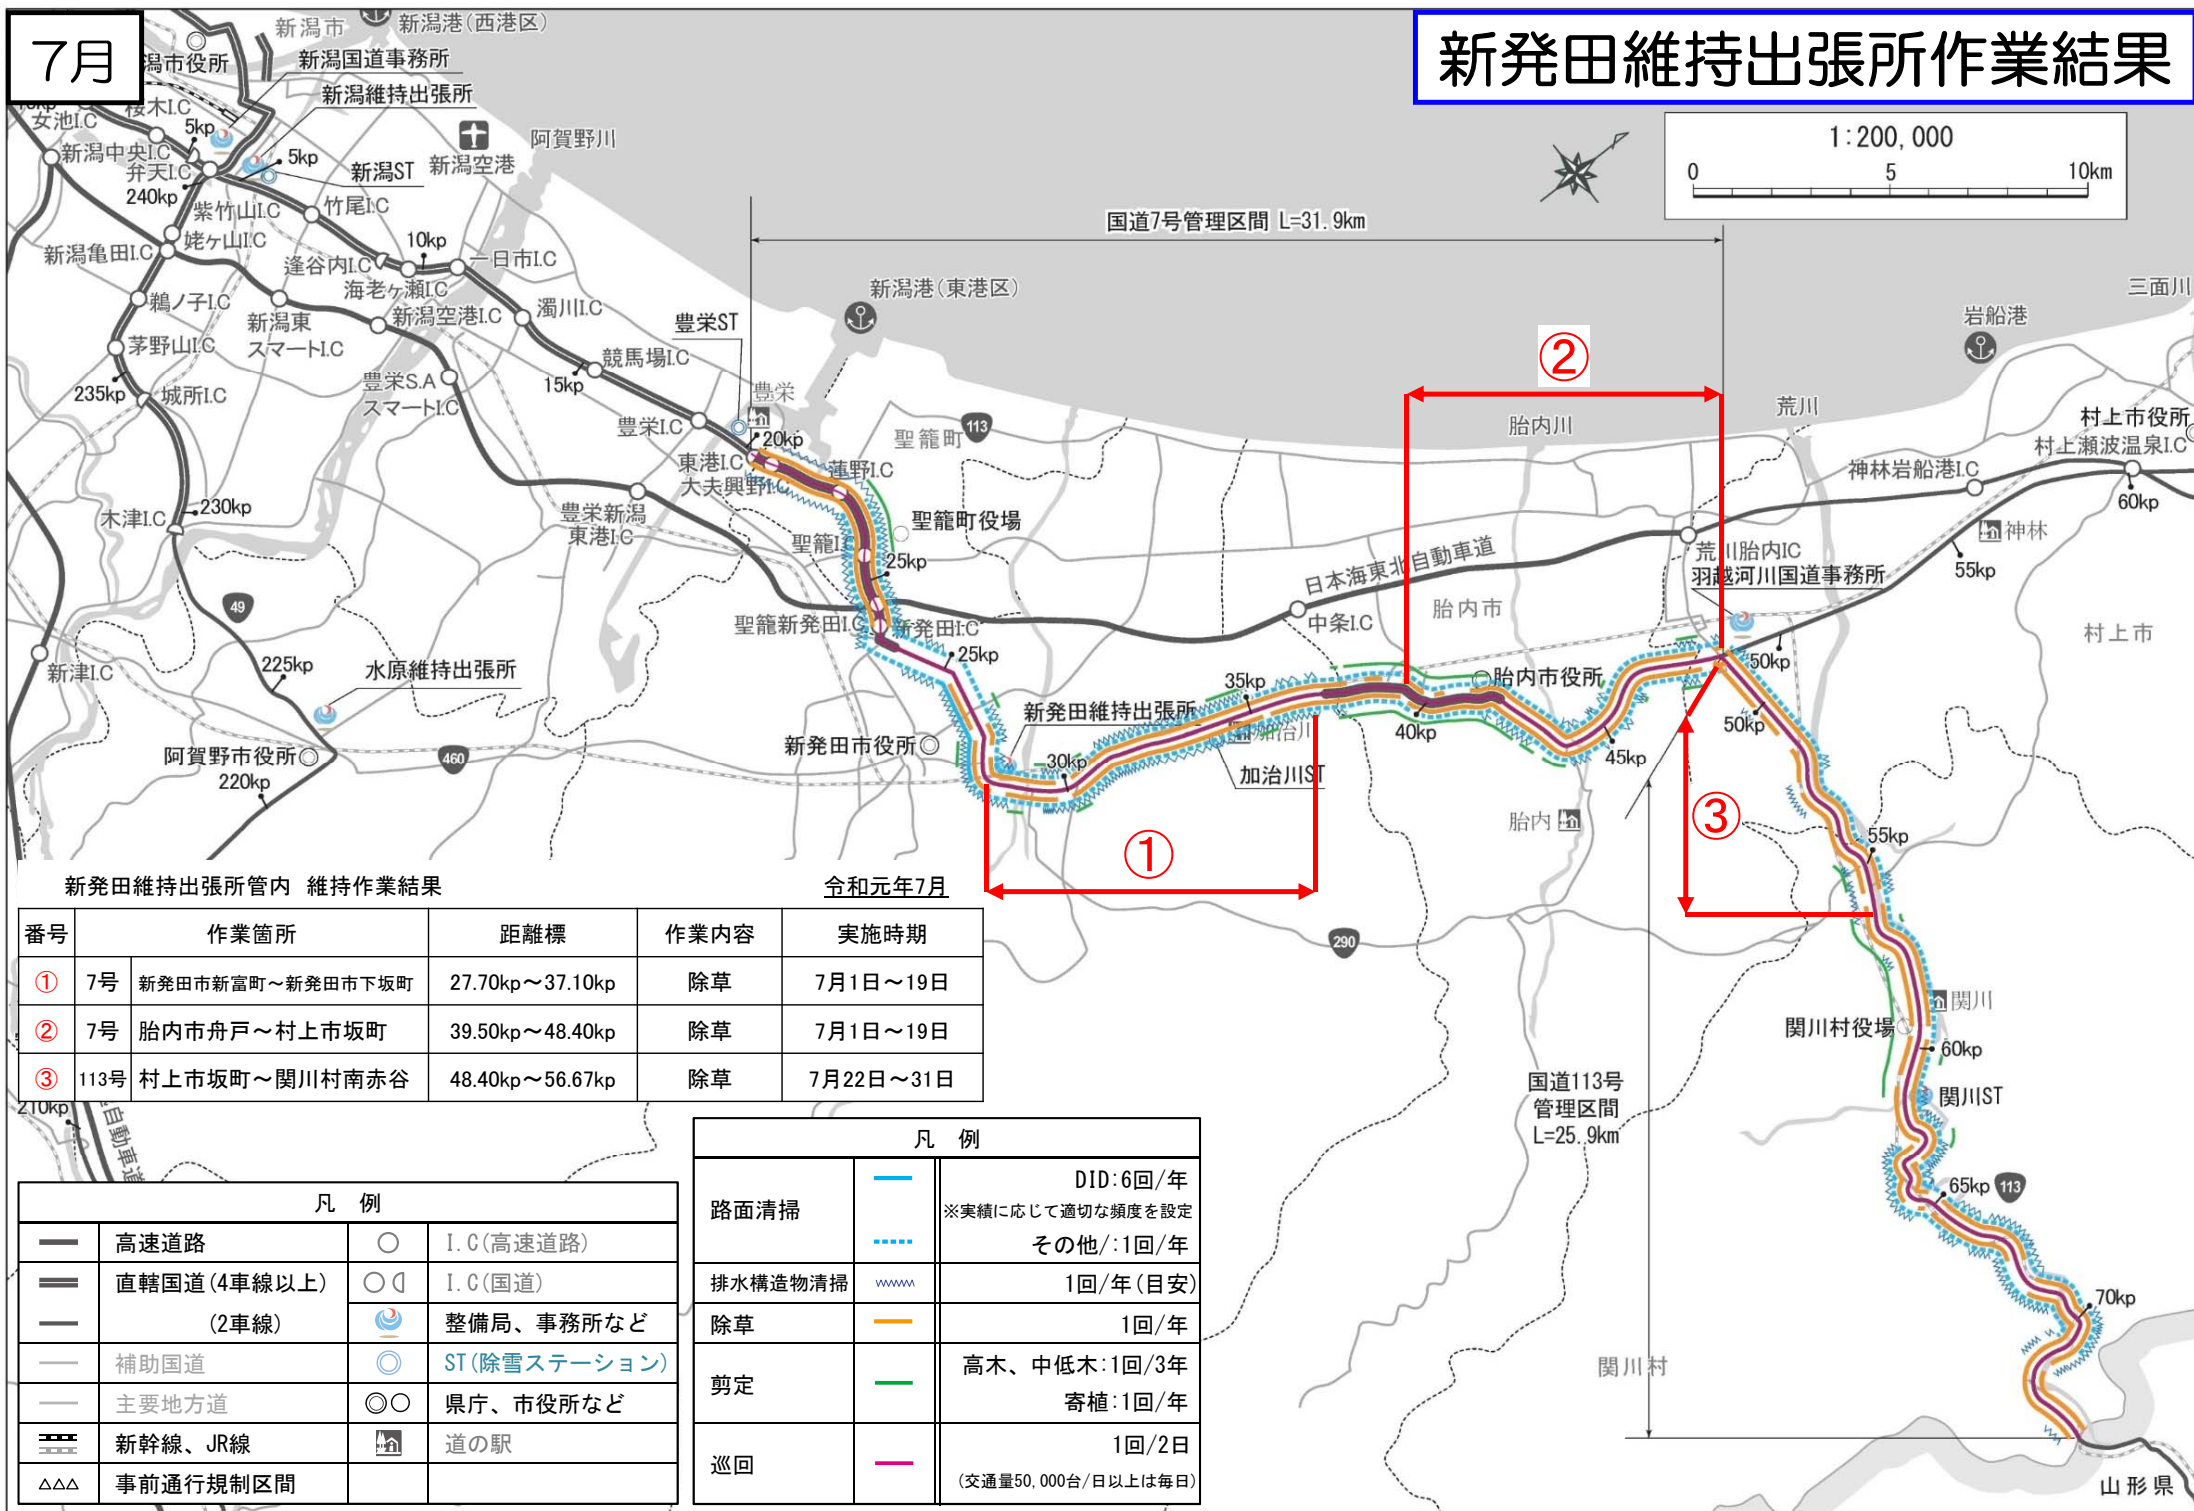 7月
新発田維持出張所作業結果
新潟市
新潟港(西港区)
潟市役所
新潟国道事務所
新潟維持出張所
桜木I.C
女池I.C
5kp
新潟中央I.C
弁天I.C
5kp
新潟ST
新潟空港
阿賀野川
240kp
紫竹山I.C
竹尾I.C
姥ヶ山I.C
新潟亀田I.C
10kp
逢谷内I.C
一日市I.C
海老ヶ瀬I.C
鵜ノ子I.C
新潟東
スマートI.C
新潟空港I.C
濁川I.C
茅野山I.C
競馬場I.C
15kp
235kp
城所I.C
豊栄S.A
スマートI.C
豊栄ST
豊栄
豊栄I.C
20kp
東港I.C
大夫興野I.C
蓮野I.C
新潟港(東港区)
聖籠町
113
1:200,000
0 5 10km
国道7号管理区間 L=31.9km
三面川
岩船港
②
荒川
胎内川
村上市役所
村上瀬波温泉I.C
神林岩船港I.C
60kp
木津I.C
230kp
豊栄新潟
東港I.C
聖籠町役場
聖籠I.
25kp
日本海東北自動車道
荒川胎内IC
羽越河川国道事務所
神林
55kp
49
聖籠新発田I.C
新発田I.C
中条I.C
胎内市
村上市
新津I.C
225kp
水原維持出張所
25kp
35kp
胎内市役所
50kp
新発田維持出張所
新発田市役所
加治川
40kp
45kp
50kp
阿賀野市役所
220kp
460
30kp
加治川ST
胎内
③
①
55kp
290
新発田維持出張所管内 維持作業結果
令和元年7月
番号 作業箇所 距離標 作業内容 実施時期
① 7号 新発田市新富町～新発田市下坂町 27.70kp～37.10kp 除草 7月1日～19日
② 7号 胎内市舟戸～村上市坂町 39.50kp～48.40kp 除草 7月1日～19日
③ 113号 村上市坂町～関川村南赤谷 48.40kp～56.67kp 除草 7月22日～31日
関川
関川村役場
60kp
国道113号
管理区間
L=25.9km
関川ST
65kp
113
70kp
関川村
山形県
210kp
自動車道
凡 例
高速道路 I.C(高速道路)
直轄国道(4車線以上) I.C(国道)
(2車線) 整備局、事務所など
補助国道 ST(除雪ステーション)
主要地方道 県庁、市役所など
新幹線、JR線 道の駅
事前通行規制区間
凡 例
路面清掃 DID:6回/年
※実績に応じて適切な頻度を設定
その他/:1回/年
排水構造物清掃 1回/年(目安)
除草 1回/年
剪定 高木、中低木:1回/3年
寄植:1回/年
巡回 1回/2日
(交通量50,000台/日以上は毎日)